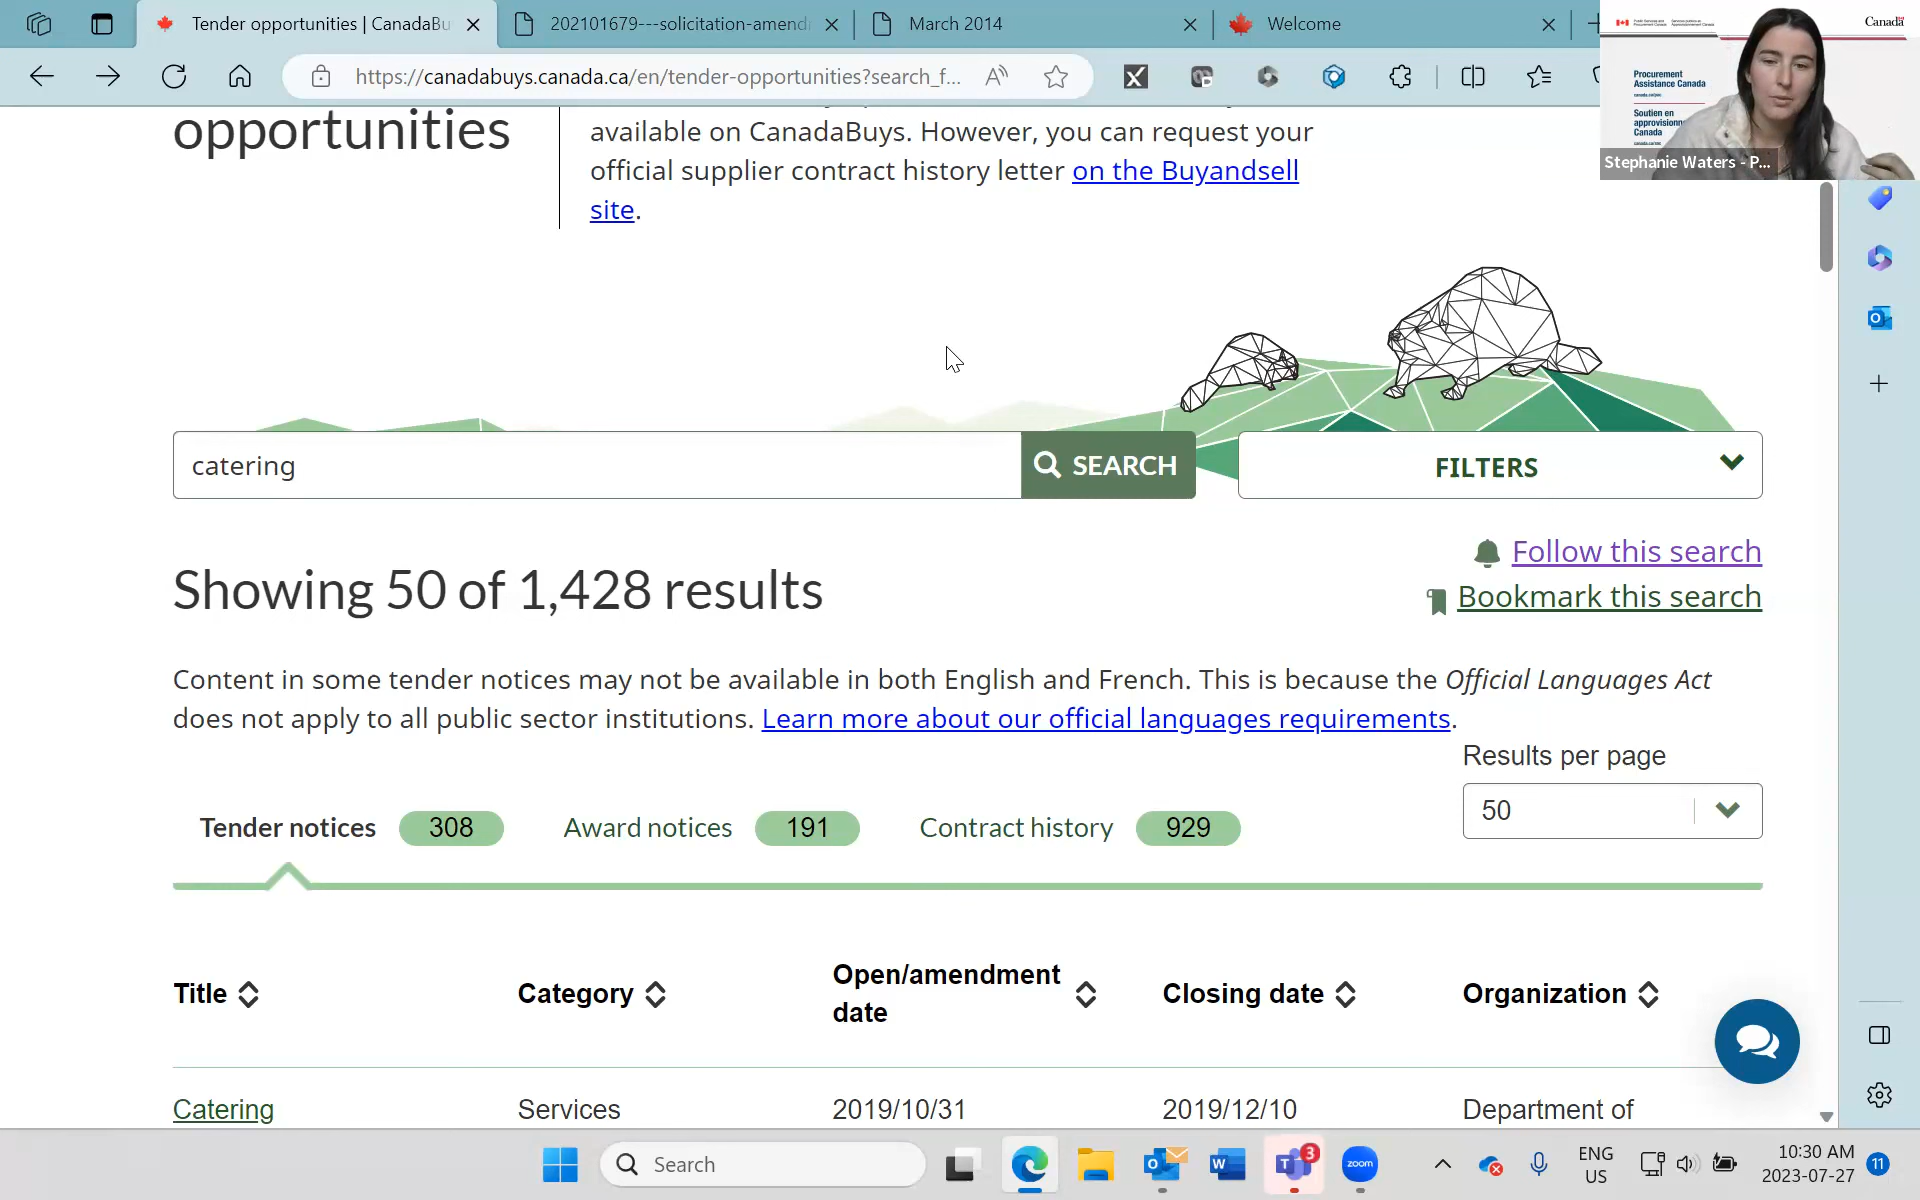 Tender opportunities | CanadaBu
202101679---solicitation-amend
March 2014
Welcome
https://canadabuys.canada.ca/en/tender-opportunities?search_f...
Canada
Procurement
Assistance Canada
Soutien en
approvisionn
Canada
Stephanie Waters - P...
opportunities
available on CanadaBuys. However, you can request your
official supplier contract history letter on the Buyandsell
site.
catering
SEARCH
FILTERS
Follow this search
Showing 50 of 1,428 results
Bookmark this search
Content in some tender notices may not be available in both English and French. This is because the Official Languages Act
does not apply to all public sector institutions. Learn more about our official languages requirements.
Results per page
50
Tender notices 308 Award notices 191 Contract history 929
Title Category Open/amendment date Closing date Organization
Catering Services 2019/10/31 2019/12/10 Department of
Search
3
zoom
ENG
US
10:30 AM
2023-07-27
11